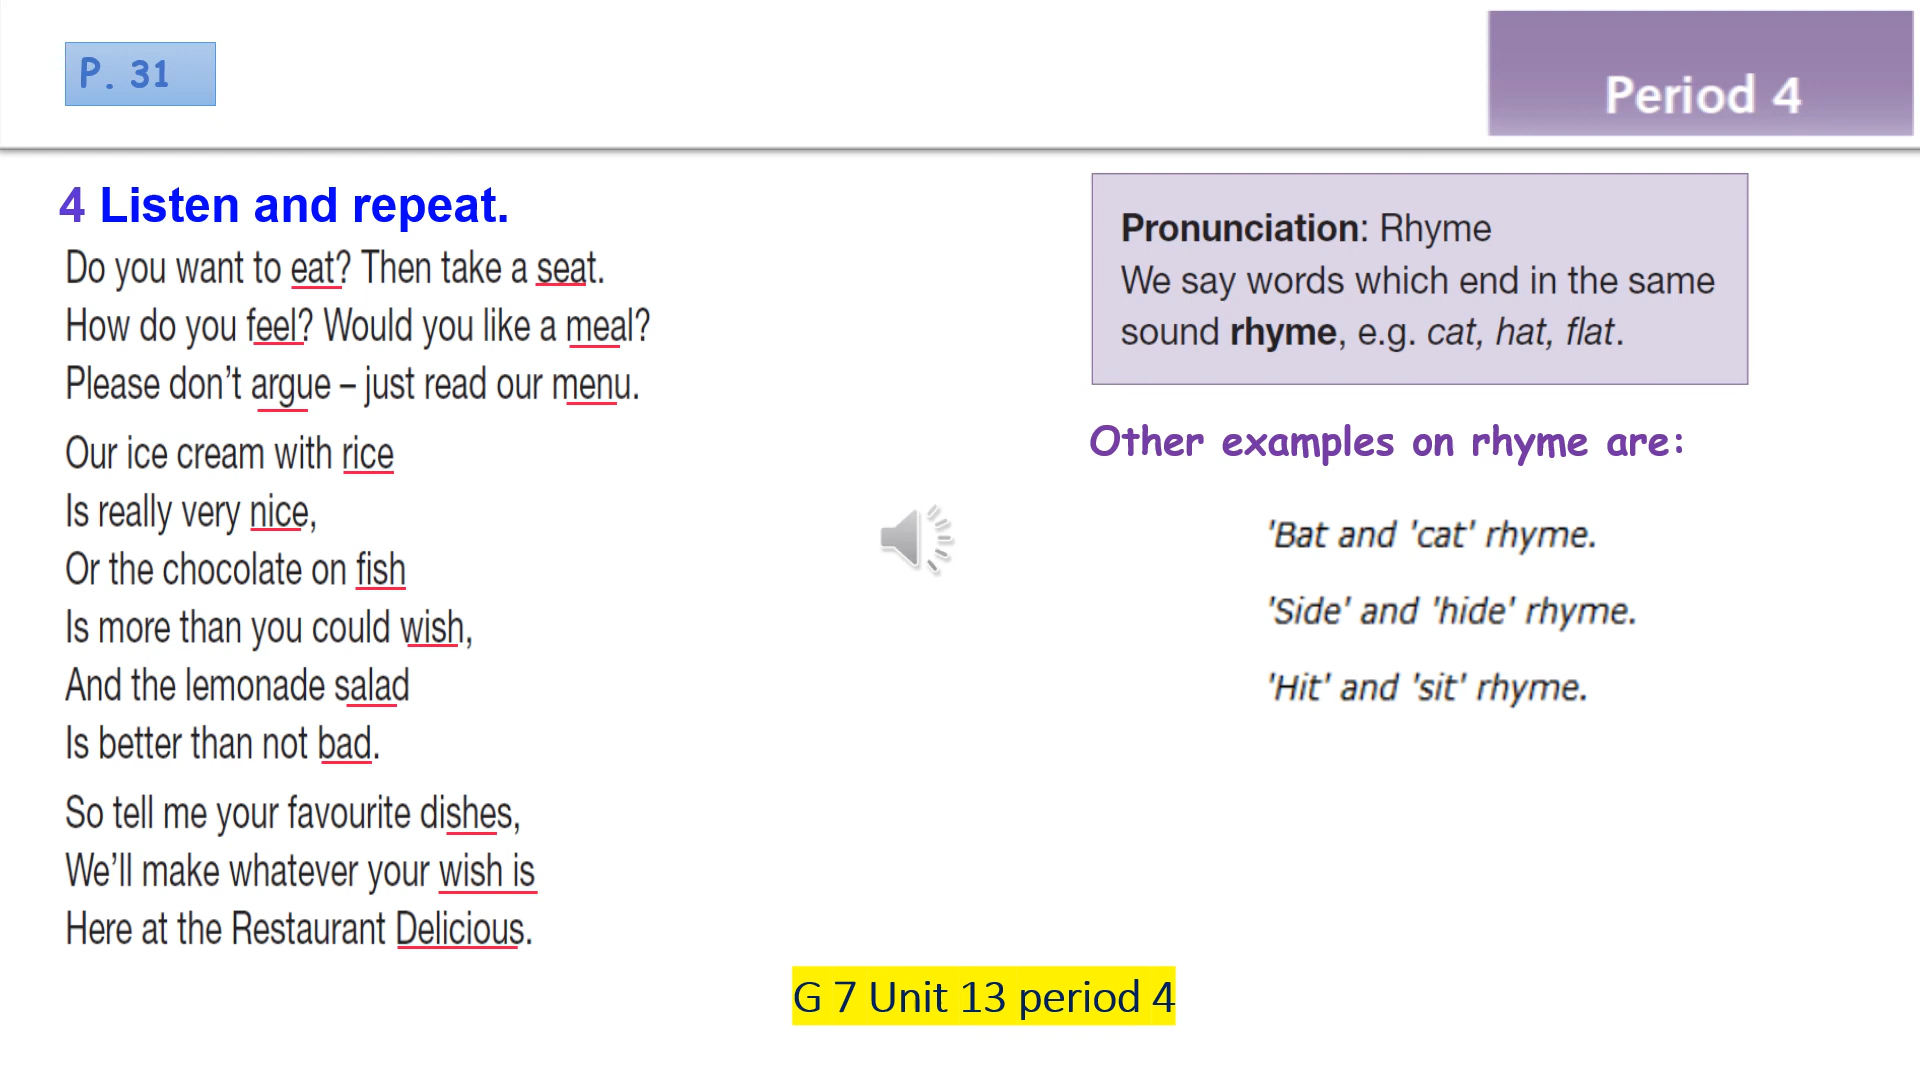 P. 31
Period 4
4 Listen and repeat.
Do you want to eat? Then take a seat.
How do you feel? Would you like a meal?
Please don’t argue – just read our menu.
Our ice cream with rice
Is really very nice,
Or the chocolate on fish
Is more than you could wish,
And the lemonade salad
Is better than not bad.
So tell me your favourite dishes,
We’ll make whatever your wish is
Here at the Restaurant Delicious.
Pronunciation: Rhyme
We say words which end in the same
sound rhyme, e.g. cat, hat, flat.
Other examples on rhyme are:
'Bat and 'cat' rhyme.
'Side' and 'hide' rhyme.
'Hit' and 'sit' rhyme.
G 7 Unit 13 period 4